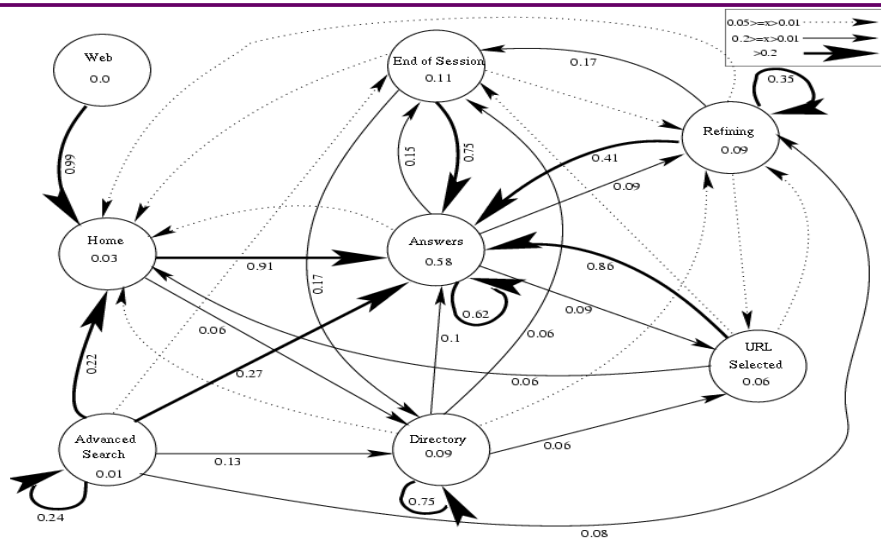 0.05>=x>0.01
0.2>=x>0.01
>0.2
Web
0.0
End of Session
0.11
0.17
0.35
Refining
0.09
0.99
0.15
0.75
0.41
0.09
Home
0.03
Answers
0.58
0.91
0.17
0.62
0.86
0.09
0.06
0.1
0.06
URL
Selected
0.06
0.22
0.27
0.06
Advanced
Search
0.01
0.13
Directory
0.09
0.06
0.24
0.75
0.08